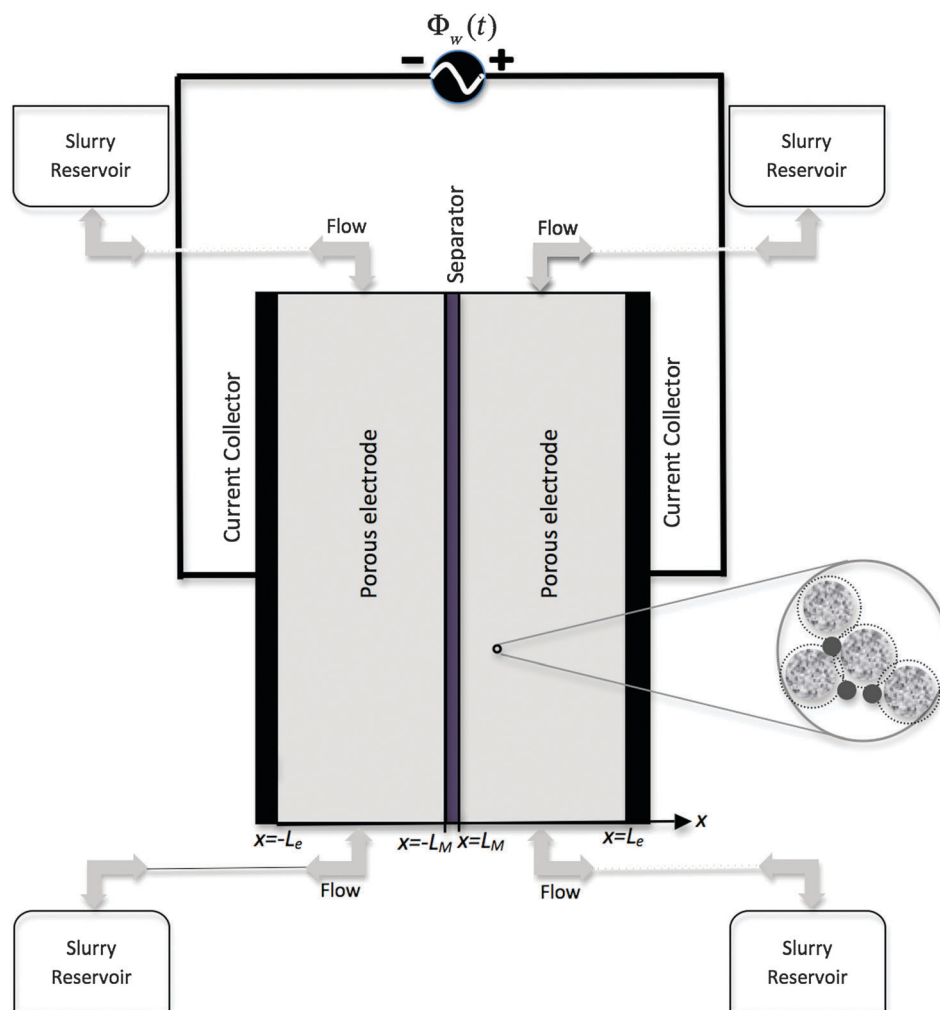 Φw(t)
− +
Slurry
Reservoir
Slurry
Reservoir
Flow
Separator
Flow
Current Collector
Porous electrode
Porous electrode
Current Collector
x=-Le
x=-LM
x=LM
x=Le
x
Flow
Flow
Slurry
Reservoir
Slurry
Reservoir